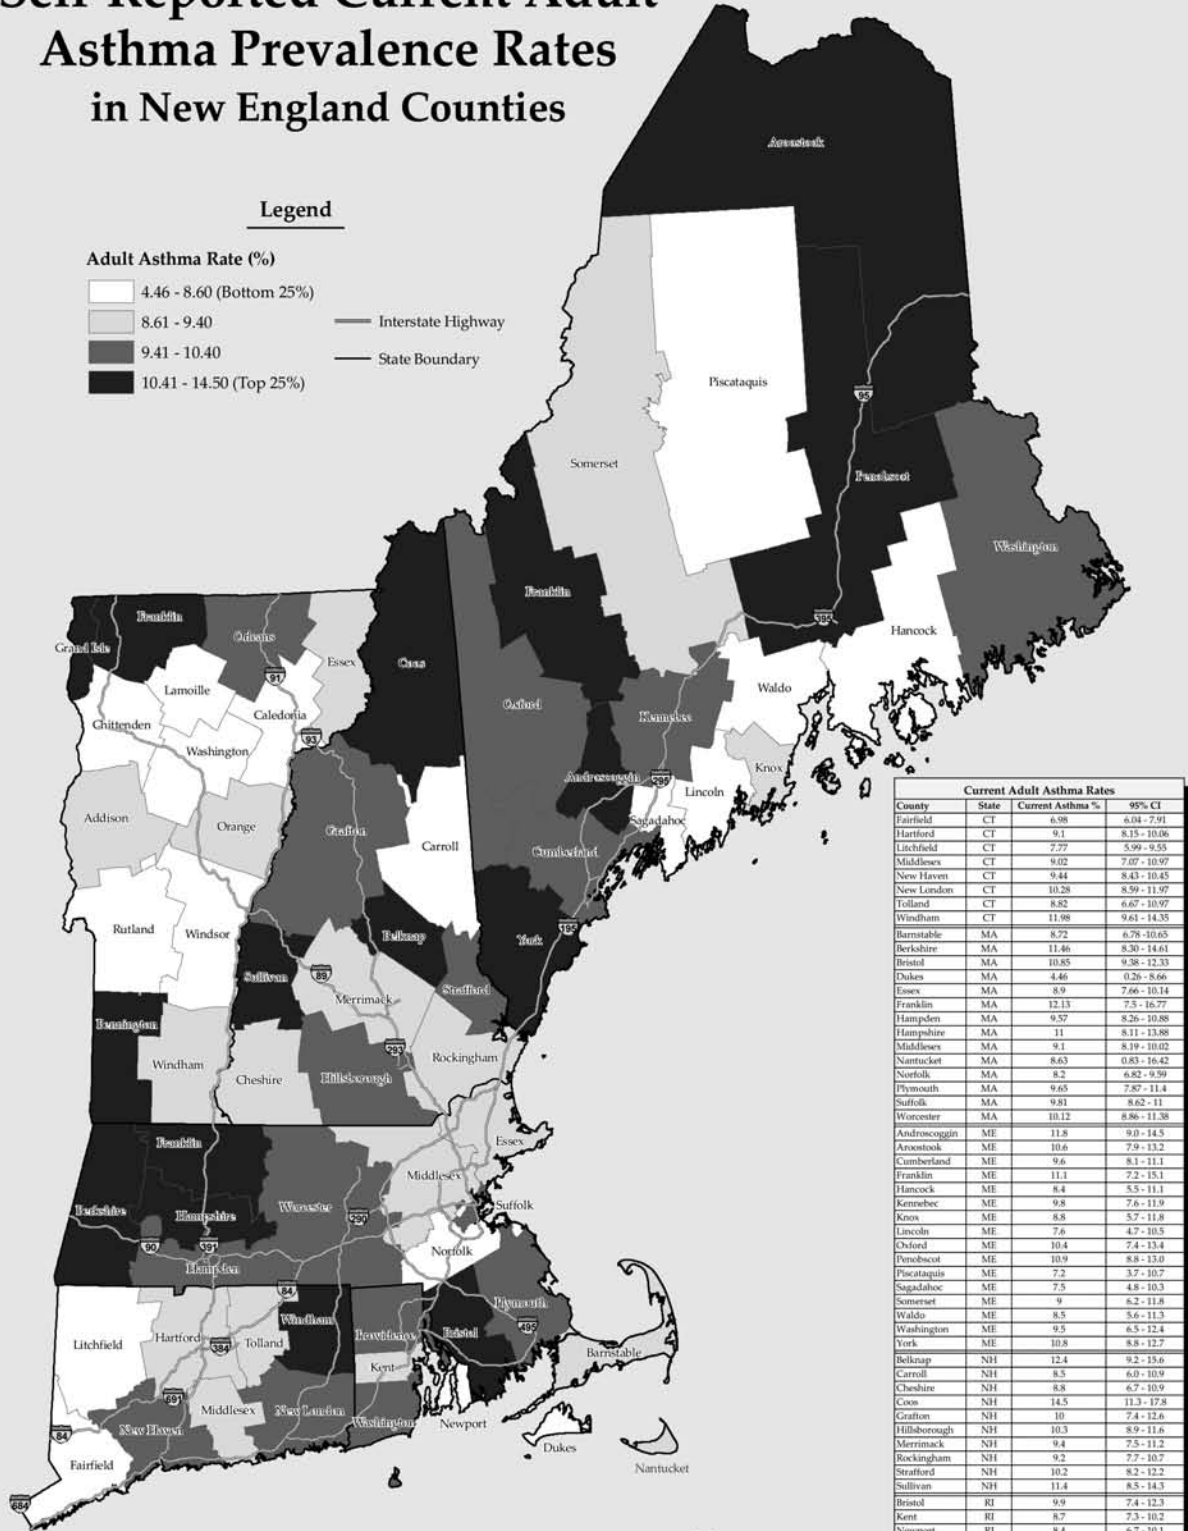 Self-Reported Current Adult
Asthma Prevalence Rates
in New England Counties
Legend
Adult Asthma Rate (%)
4.46 - 8.60 (Bottom 25%)
8.61 - 9.40
9.41 - 10.40
10.41 - 14.50 (Top 25%)
Interstate Highway
State Boundary
Aroostook
Piscataquis
95
Somerset
Penobscot
Washington
Franklin
395
Hancock
Franklin
Orleans
Grand Isle
Essex
Coos
91
Lamoille
Waldo
Oxford
Caledonia
Kennebec
Chittenden
93
Washington
Knox
Androscoggin
295
Lincoln
Addison
Orange
Sagadahoc
Grafton
Carroll
Cumberland
Rutland
Windsor
Belknap
York
195
Sullivan
89
Strafford
Merrimack
Bennington
293
Rockingham
Windham
Cheshire
Hillsborough
Franklin
Essex
Middlesex
Berkshire
Hampshire
Worcester
Suffolk
390
90
391
Norfolk
Hampden
84
Plymouth
Windham
495
Litchfield
Hartford
Tolland
Providence
Bristol
384
Kent
Barnstable
691
Middlesex
New London
Washington
Newport
New Haven
84
Dukes
Fairfield
Nantucket
684
Current Adult Asthma Rates
County State Current Asthma % 95% CI
Fairfield CT 6.98 6.04 - 7.91
Hartford CT 9.1 8.15 - 10.06
Litchfield CT 7.77 5.99 - 9.55
Middlesex CT 9.02 7.07 - 10.97
New Haven CT 9.44 8.43 - 10.45
New London CT 10.28 8.59 - 11.97
Tolland CT 8.82 6.67 - 10.97
Windham CT 11.98 9.61 - 14.35
Barnstable MA 8.72 6.78 -10.65
Berkshire MA 11.46 8.30 - 14.61
Bristol MA 10.85 9.38 - 12.33
Dukes MA 4.46 0.26 - 8.66
Essex MA 8.9 7.66 - 10.14
Franklin MA 12.13 7.5 - 16.77
Hampden MA 9.57 8.26 - 10.88
Hampshire MA 11 8.11 - 13.88
Middlesex MA 9.1 8.19 - 10.02
Nantucket MA 8.63 0.83 - 16.42
Norfolk MA 8.2 6.82 - 9.59
Plymouth MA 9.65 7.87 - 11.4
Suffolk MA 9.81 8.62 - 11
Worcester MA 10.12 8.86 - 11.38
Androscoggin ME 11.8 9.0 - 14.5
Aroostook ME 10.6 7.9 - 13.2
Cumberland ME 9.6 8.1 - 11.1
Franklin ME 11.1 7.2 - 15.1
Hancock ME 8.4 5.5 - 11.1
Kennebec ME 9.8 7.6 - 11.9
Knox ME 8.8 5.7 - 11.8
Lincoln ME 7.6 4.7 - 10.5
Oxford ME 10.4 7.4 - 13.4
Penobscot ME 10.9 8.8 - 13.0
Piscataquis ME 7.2 3.7 - 10.7
Sagadahoc ME 7.5 4.8 - 10.3
Somerset ME 9 6.2 - 11.8
Waldo ME 8.5 5.6 - 11.3
Washington ME 9.5 6.5 - 12.4
York ME 10.8 8.8 - 12.7
Belknap NH 12.4 9.2 - 15.6
Carroll NH 8.5 6.0 - 10.9
Cheshire NH 8.8 6.7 - 10.9
Coos NH 14.5 11.3 - 17.8
Grafton NH 10 7.4 - 12.6
Hillsborough NH 10.3 8.9 - 11.6
Merrimack NH 9.4 7.5 - 11.2
Rockingham NH 9.2 7.7 - 10.7
Strafford NH 10.2 8.2 - 12.2
Sullivan NH 11.4 8.5 - 14.3
Bristol RI 9.9 7.4 - 12.3
Kent RI 8.7 7.3 - 10.2
Newport RI 8.4 6.7 - 10.1